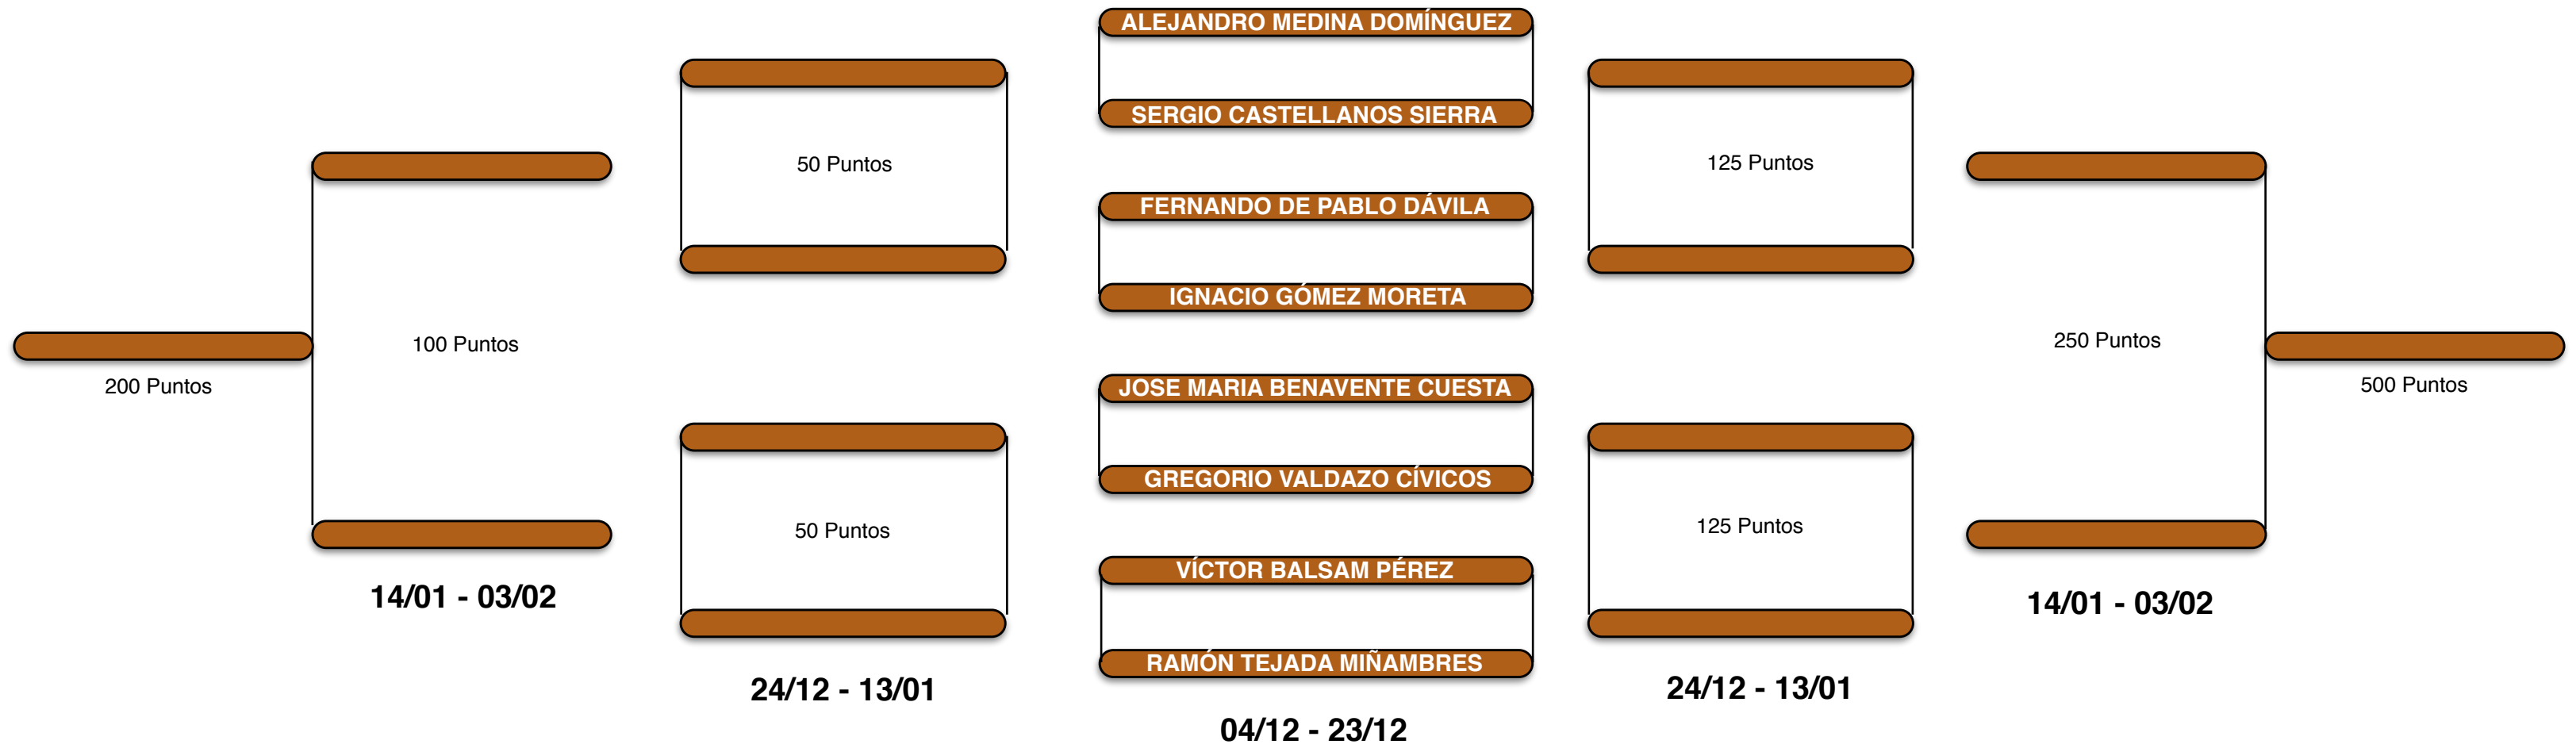 ALEJANDRO MEDINA DOMÍNGUEZ
SERGIO CASTELLANOS SIERRA
50 Puntos
125 Puntos
FERNANDO DE PABLO DÁVILA
IGNACIO GÓMEZ MORETA
100 Puntos
250 Puntos
200 Puntos
500 Puntos
JOSE MARIA BENAVENTE CUESTA
GREGORIO VALDAZO CÍVICOS
50 Puntos
125 Puntos
VÍCTOR BALSAM PÉREZ
14/01 - 03/02
14/01 - 03/02
RAMÓN TEJADA MIÑAMBRES
24/12 - 13/01
24/12 - 13/01
04/12 - 23/12